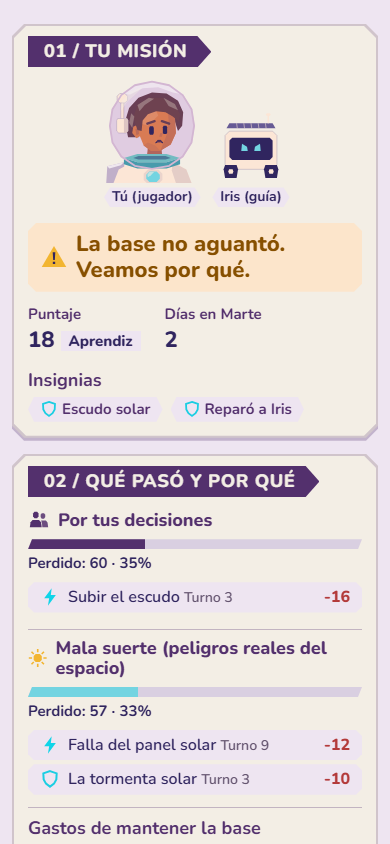 01 / TU MISIÓN
Tú (jugador)
Iris (guía)
La base no aguantó.
Veamos por qué.
Puntaje
Días en Marte
18 Aprendiz
2
Insignias
Escudo solar
Reparó a Iris
02 / QUÉ PASÓ Y POR QUÉ
Por tus decisiones
Perdido: 60 · 35%
Subir el escudo Turno 3 -16
Mala suerte (peligros reales del
espacio)
Perdido: 57 · 33%
Falla del panel solar Turno 9 -12
La tormenta solar Turno 3 -10
Gastos de mantener la base